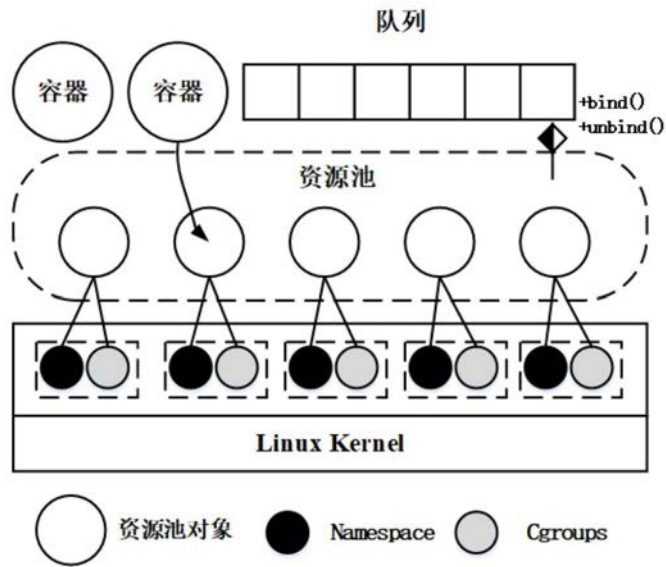 队列
容器
容器
+bind()
+unbind()
资源池
Linux Kernel
资源池对象
Namespace
Cgroups